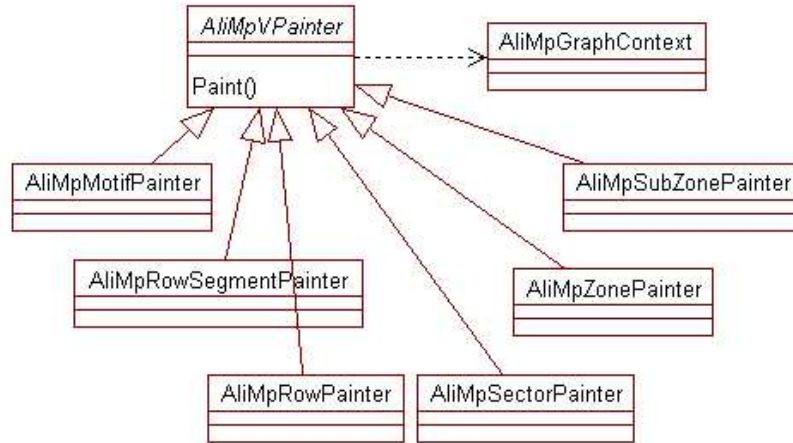 AliMpVPainter
AliMpGraphContext
Paint()
AliMpMotifPainter
AliMpSubZonePainter
AliMpRowSegmentPainter
AliMpZonePainter
AliMpRowPainter
AliMpSectorPainter